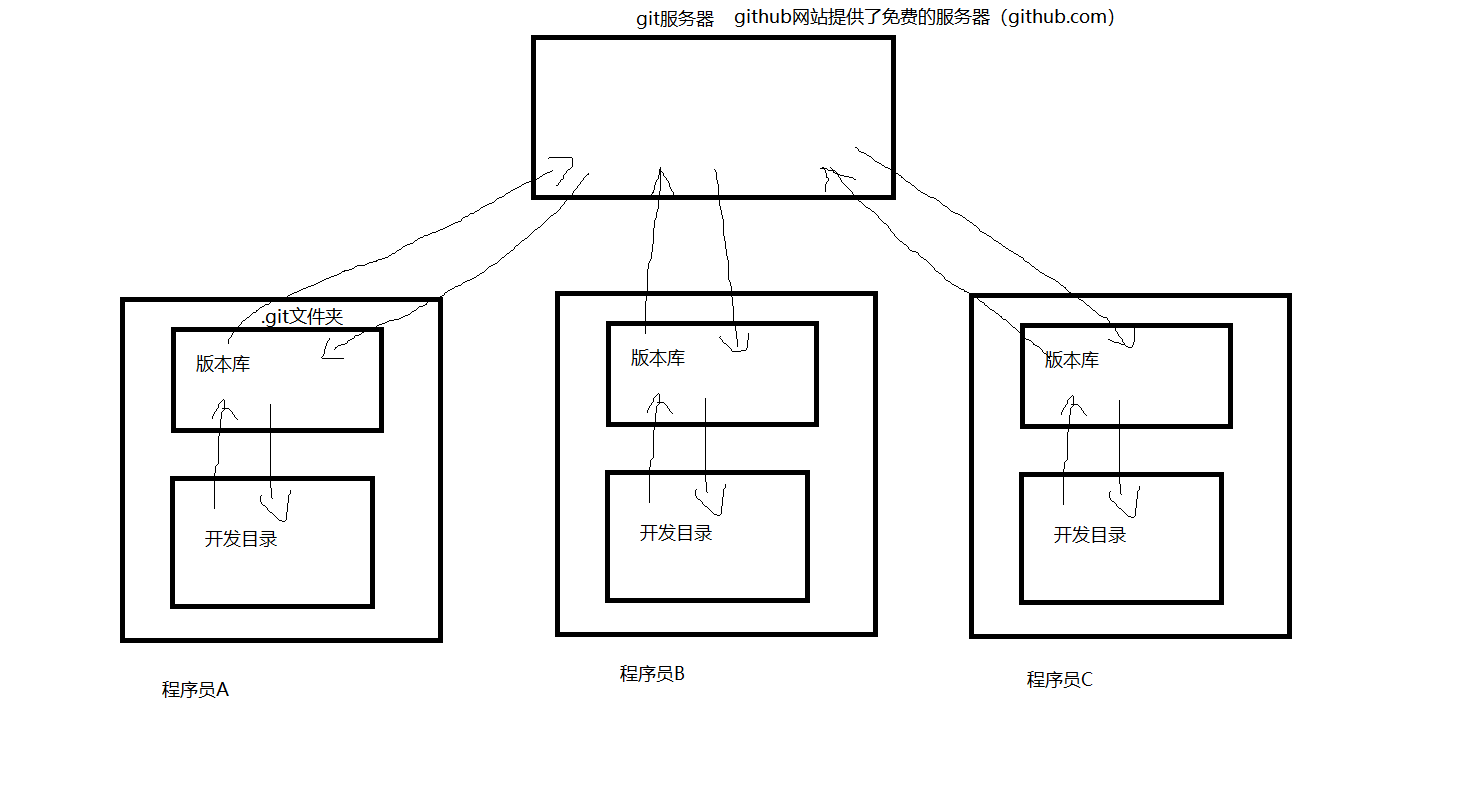 git服务器 github网站提供了免费的服务器（github.com）
.git文件夹
版本库
版本库
版本库
开发目录
开发目录
开发目录
程序员A
程序员B
程序员C